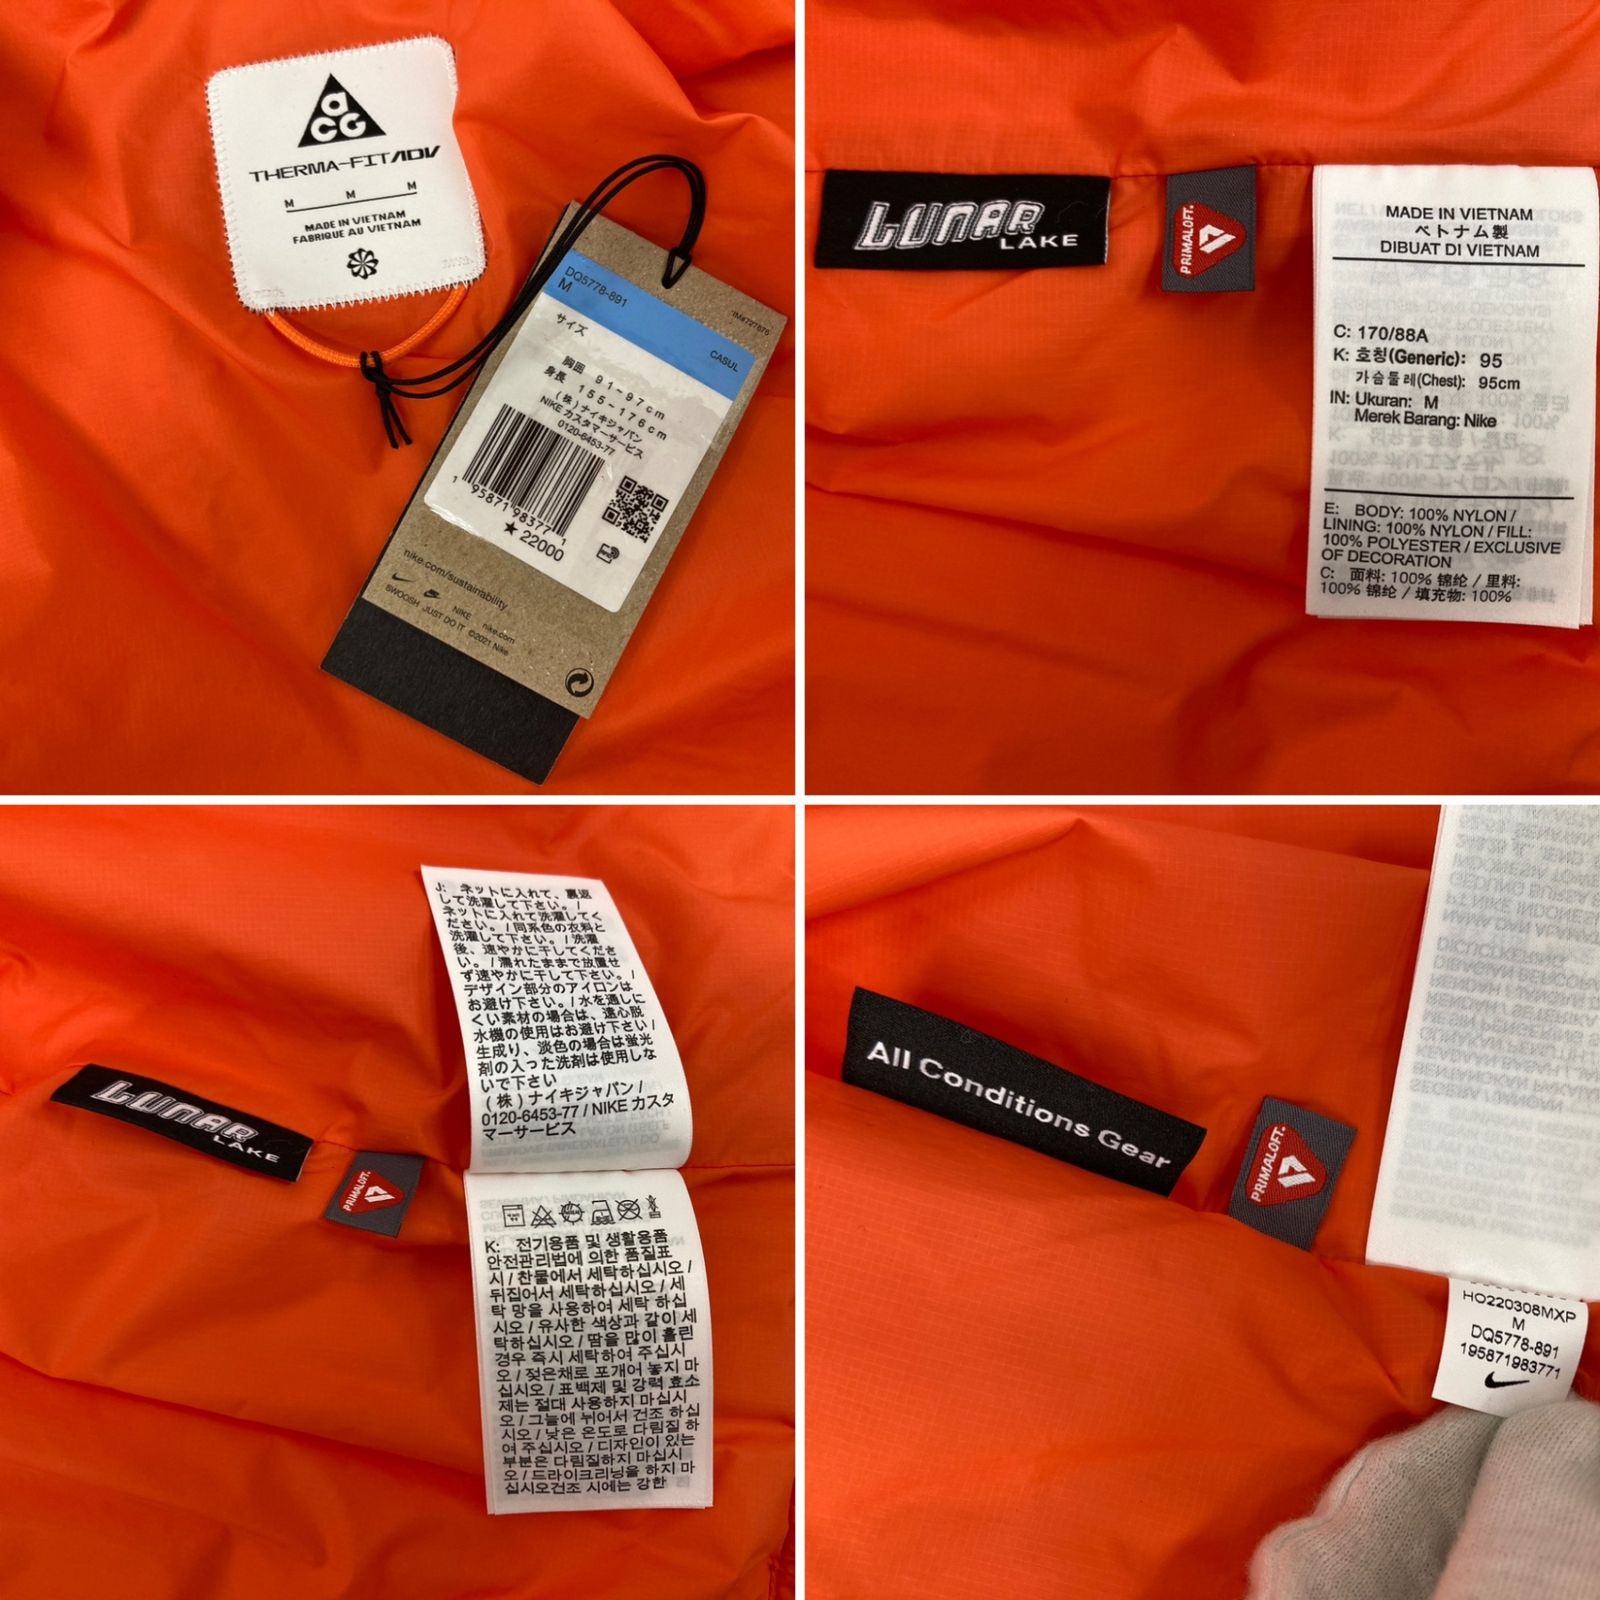 aCG
THERMA-FIT ADV
M M M
MADE IN VIETNAM
FABRIQUE AU VIETNAM
DQ5778-891
M
IM#727876
CASUL
サイズ
胸囲 91~97cm
身長 155~176cm
(株)ナイキジャパン
NIKE カスタマーサービス
0120-6453-77
1 95871 98377 1
★ 22000
nike.com/sustainability
NIKE nike.com
SWOOSH JUST DO IT ©2021 Nike
LUNAR
LAKE
PRIMALOFT.
MADE IN VIETNAM
ベトナム製
DIBUAT DI VIETNAM
C: 170/88A
K: 호칭(Generic): 95
가슴둘레(Chest): 95cm
IN: Ukuran: M
Merek Barang: Nike
E: BODY: 100% NYLON /
LINING: 100% NYLON / FILL:
100% POLYESTER / EXCLUSIVE
OF DECORATION
C: 面料: 100% 锦纶 / 里料:
100% 锦纶 / 填充物: 100%
LUNAR
LAKE
PRIMALOFT.
J: ネットに入れて、裏返
して洗濯して下さい。/
ネットに入れて洗濯してく
ださい。/ 同系色の衣料と
洗濯して下さい。/ 洗濯
後、速やかに干してくださ
い。/ 濡れたままで放置せ
ず速やかに干して下さい。/
デザイン部分のアイロンは
お避け下さい。/ 水を通しに
くい素材の場合は、遠心脱
水機の使用はお避け下さい /
生成り、淡色の場合は蛍光
剤の入った洗剤は使用しな
いで下さい
(株)ナイキジャパン /
0120-6453-77 / NIKE カスタ
マーサービス
K: 전기용품 및 생활용품
안전관리법에 의한 품질표
시 / 찬물에서 세탁하십시오 /
뒤집어서 세탁하십시오 / 세
탁 망을 사용하여 세탁 하십
시오 / 유사한 색상과 같이 세
탁하십시오 / 땀을 많이 흘린
경우 즉시 세탁하여 주십시
오 / 젖은채로 포개어 놓지 마
십시오 / 표백제 및 강력 효소
제는 절대 사용하지 마십시
오 / 그늘에 뉘어서 건조 하십
시오 / 낮은 온도로 다림질 하
여 주십시오 / 디자인이 있는
부분은 다림질하지 마십시
오 / 드라이크리닝을 하지 마
십시오건조 시에는 강한
All Conditions Gear
PRIMALOFT.
HO220308MXP
M
DQ5778-891
195871983771